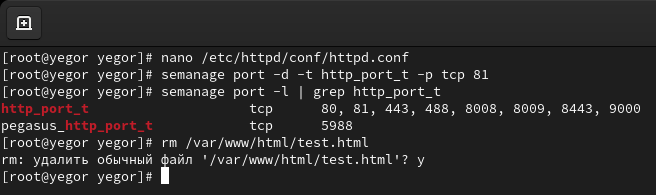 [root@yegor yegor]# nano /etc/httpd/conf/httpd.conf
[root@yegor yegor]# semanage port -d -t http_port_t -p tcp 81
[root@yegor yegor]# semanage port -l | grep http_port_t
http_port_t                    tcp      80, 81, 443, 488, 8008, 8009, 8443, 9000
pegasus_http_port_t            tcp      5988
[root@yegor yegor]# rm /var/www/html/test.html
rm: удалить обычный файл '/var/www/html/test.html'? y
[root@yegor yegor]#